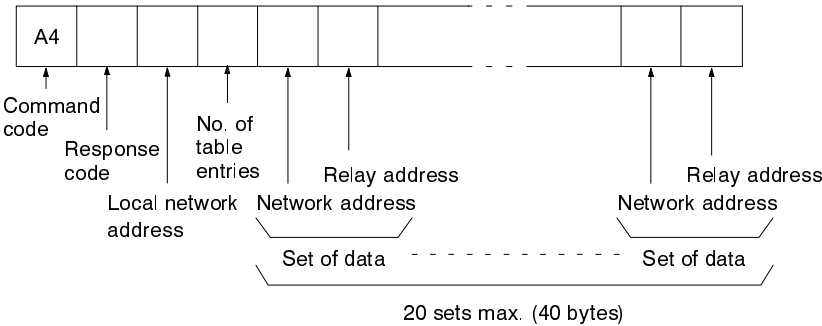 A4
Command
code
Response
code
Local network
address
No. of
table
entries
Network address
Relay address
Network address
Relay address
Set of data
Set of data
20 sets max. (40 bytes)